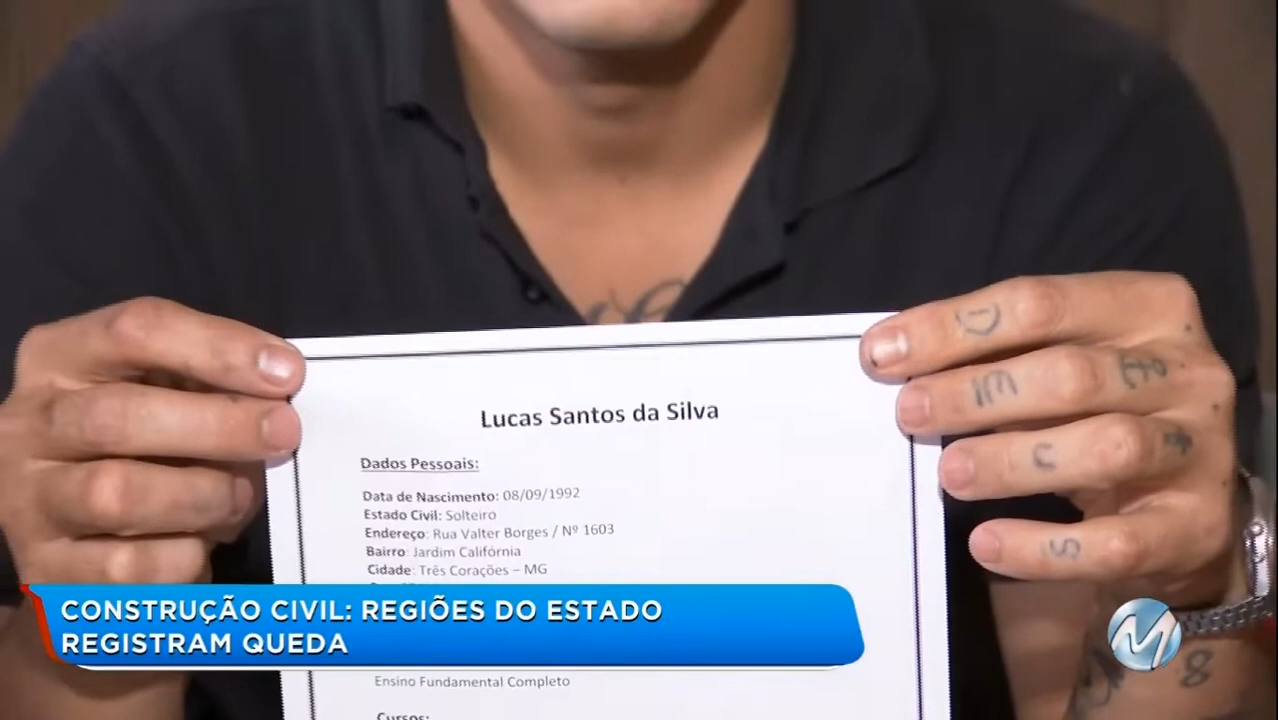 Lucas Santos da Silva
Dados Pessoais:
Data de Nascimento: 08/09/1992
Estado Civil: Solteiro
Endereço: Rua Valter Borges / Nº 1603
Bairro: Jardim Califórnia
Cidade: Três Corações – MG
CONSTRUÇÃO CIVIL: REGIÕES DO ESTADO
REGISTRAM QUEDA
Ensino Fundamental Completo
Cursos:
D
E
U
S
M
8